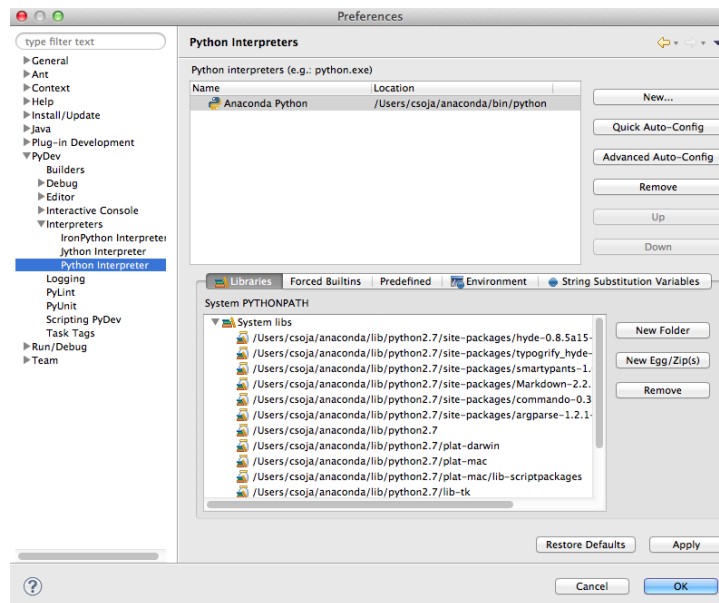 Preferences
type filter text
General
Ant
Context
Help
Install/Update
Java
Plug-in Development
PyDev
Builders
Debug
Editor
Interactive Console
Interpreters
IronPython Interpreter
Jython Interpreter
Python Interpreter
Logging
PyLint
PyUnit
Scripting PyDev
Task Tags
Run/Debug
Team
Python Interpreters
Python interpreters (e.g.: python.exe)
Name Location
Anaconda Python /Users/csoja/anaconda/bin/python
New...
Quick Auto-Config
Advanced Auto-Config
Remove
Up
Down
Libraries Forced Builtins Predefined Environment String Substitution Variables
System PYTHONPATH
System libs
/Users/csoja/anaconda/lib/python2.7/site-packages/hyde-0.8.5a15-
/Users/csoja/anaconda/lib/python2.7/site-packages/typogrify_hyde-
/Users/csoja/anaconda/lib/python2.7/site-packages/smartypants-1.
/Users/csoja/anaconda/lib/python2.7/site-packages/Markdown-2.2.
/Users/csoja/anaconda/lib/python2.7/site-packages/commando-0.3
/Users/csoja/anaconda/lib/python2.7/site-packages/argparse-1.2.1-
/Users/csoja/anaconda/lib/python2.7
/Users/csoja/anaconda/lib/python2.7/plat-darwin
/Users/csoja/anaconda/lib/python2.7/plat-mac
/Users/csoja/anaconda/lib/python2.7/plat-mac/lib-scriptpackages
/Users/csoja/anaconda/lib/python2.7/lib-tk
New Folder
New Egg/Zip(s)
Remove
Restore Defaults Apply
? Cancel OK